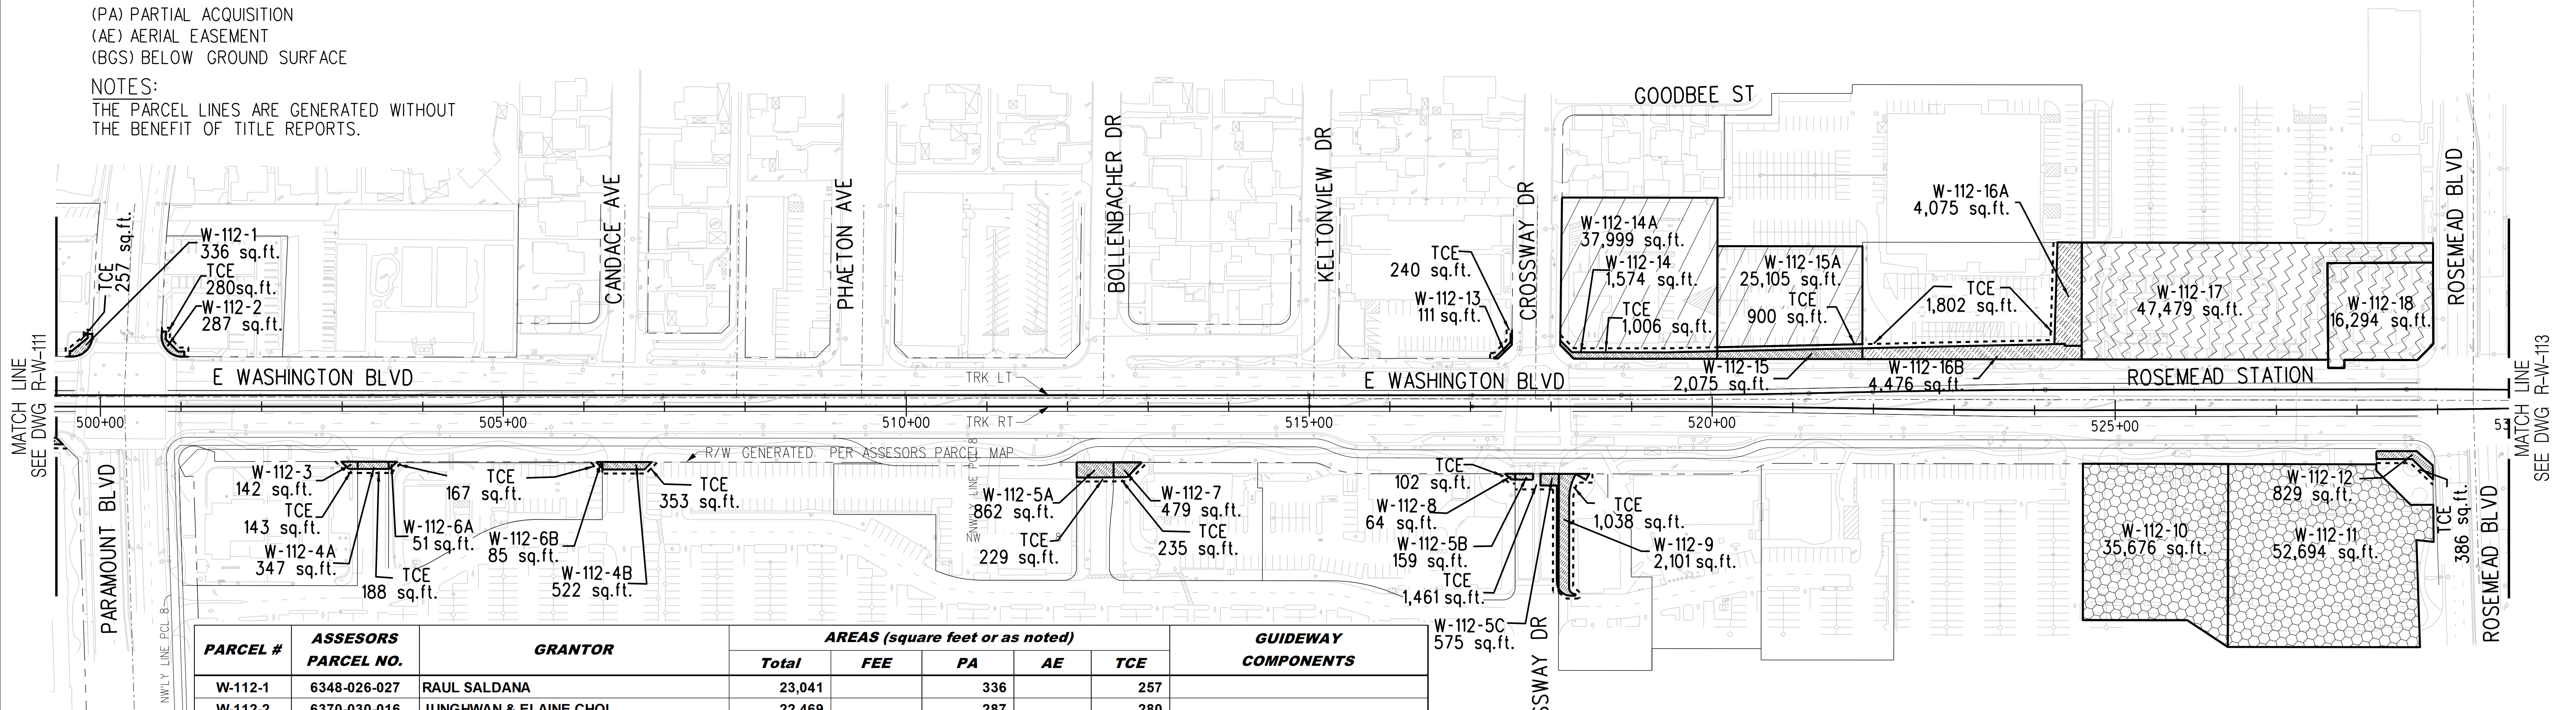 (PA) PARTIAL ACQUISITION
(AE) AERIAL EASEMENT
(BGS) BELOW GROUND SURFACE
NOTES:
THE PARCEL LINES ARE GENERATED WITHOUT
THE BENEFIT OF TITLE REPORTS.
MATCH LINE
SEE DWG R-W-111
TCE
257 sq.ft.
W-112-1
336 sq.ft.
TCE
280sq.ft.
W-112-2
287 sq.ft.
CANDACE AVE
PHAETON AVE
BOLLENBACHER DR
KELTONVIEW DR
CROSSWAY DR
GOODBEE ST
ROSEMEAD BLVD
TCE
240 sq.ft.
W-112-13
111 sq.ft.
W-112-14A
37,999 sq.ft.
W-112-14
1,574 sq.ft.
TCE
1,006 sq.ft.
W-112-15A
25,105 sq.ft.
TCE
900 sq.ft.
W-112-16A
4,075 sq.ft.
TCE
1,802 sq.ft.
W-112-17
47,479 sq.ft.
W-112-18
16,294 sq.ft.
W-112-15
2,075 sq.ft.
W-112-16B
4,476 sq.ft.
E WASHINGTON BLVD
TRK LT
E WASHINGTON BLVD
ROSEMEAD STATION
MATCH LINE
SEE DWG R-W-113
500+00
505+00
510+00
TRK RT
515+00
520+00
525+00
53
R/W GENERATED PER ASSESORS PARCEL MAP
PARAMOUNT BLVD
NW'LY LINE PCL 8
W-112-3
142 sq.ft.
TCE
143 sq.ft.
W-112-4A
347 sq.ft.
TCE
188 sq.ft.
W-112-6A
51 sq.ft.
TCE
167 sq.ft.
W-112-6B
85 sq.ft.
W-112-4B
522 sq.ft.
TCE
353 sq.ft.
W-112-5A
862 sq.ft.
TCE
229 sq.ft.
W-112-7
479 sq.ft.
TCE
235 sq.ft.
TCE
102 sq.ft.
W-112-8
64 sq.ft.
W-112-5B
159 sq.ft.
TCE
1,461 sq.ft.
W-112-5C
575 sq.ft.
TCE
1,038 sq.ft.
W-112-9
2,101 sq.ft.
SSWAY DR
W-112-10
35,676 sq.ft.
W-112-11
52,694 sq.ft.
W-112-12
829 sq.ft.
TCE
386 sq.ft.
ROSEMEAD BLVD
PARCEL # ASSESORS PARCEL NO. GRANTOR AREAS (square feet or as noted) GUIDEWAY COMPONENTS
Total FEE PA AE TCE
W-112-1 6348-026-027 RAUL SALDANA 23,041 336 257
W-112-2 6370-030-016 JUNGHWAN & ELAINE CHOI 22,469 287 280